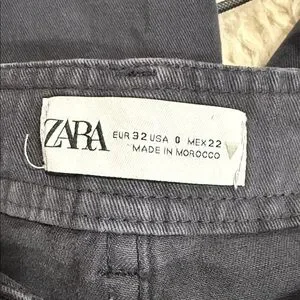 ZARA
EUR 32 USA 0 MEX 22
MADE IN MOROCCO